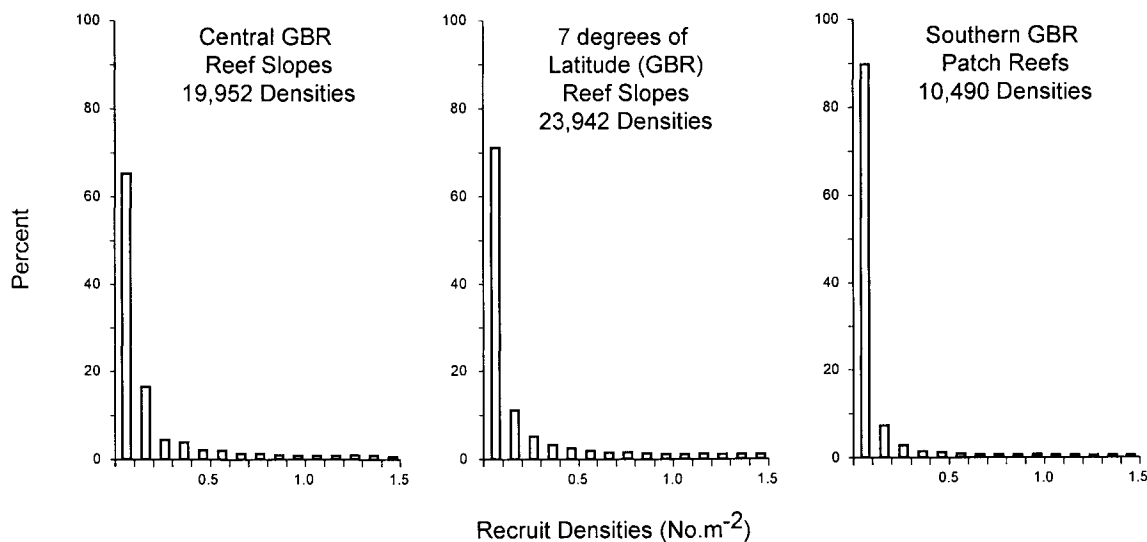 100
80
60
40
20
0
0.5
1.0
1.5
Central GBR
Reef Slopes
19,952 Densities
100
80
60
40
20
0
0.5
1.0
1.5
7 degrees of
Latitude (GBR)
Reef Slopes
23,942 Densities
100
80
60
40
20
0
0.5
1.0
1.5
Southern GBR
Patch Reefs
10,490 Densities
Percent
Recruit Densities (No.m-2)